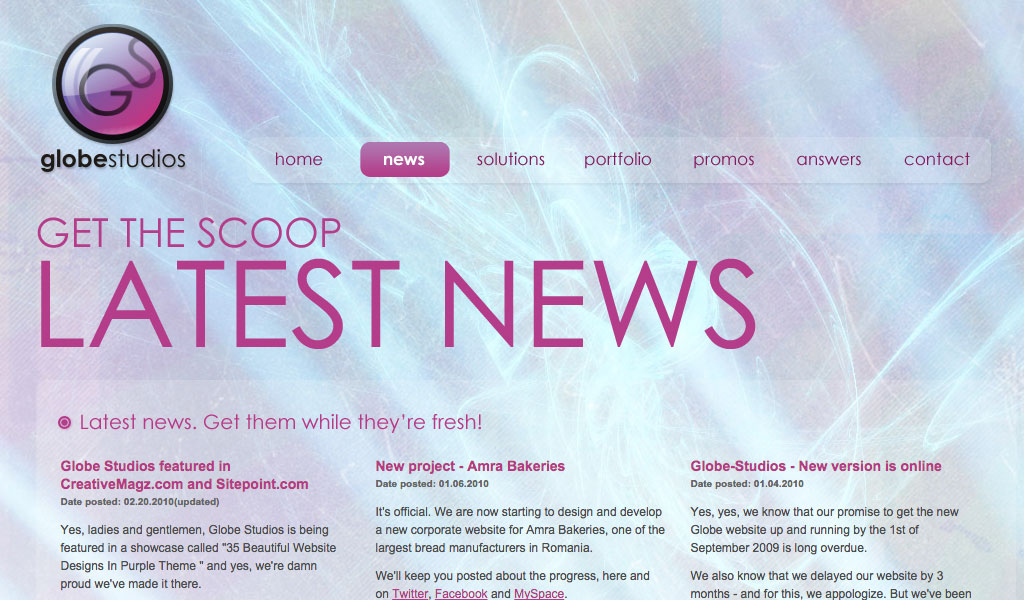 GS
globestudios
home news solutions portfolio promos answers contact
GET THE SCOOP
LATEST NEWS
Latest news. Get them while they're fresh!
Globe Studios featured in
CreativeMagz.com and Sitepoint.com
Date posted: 02.20.2010(updated)
Yes, ladies and gentlemen, Globe Studios is being
featured in a showcase called "35 Beautiful Website
Designs In Purple Theme " and yes, we're damn
proud we've made it there.
New project - Amra Bakeries
Date posted: 01.06.2010
It's official. We are now starting to design and develop
a new corporate website for Amra Bakeries, one of the
largest bread manufacturers in Romania.
We'll keep you posted about the progress, here and
on Twitter, Facebook and MySpace.
Globe-Studios - New version is online
Date posted: 01.04.2010
Yes, yes, we know that our promise to get the new
Globe website up and running by the 1st of
September 2009 is long overdue.
We also know that we delayed our website by 3
months - and for this, we appologize. But we've been